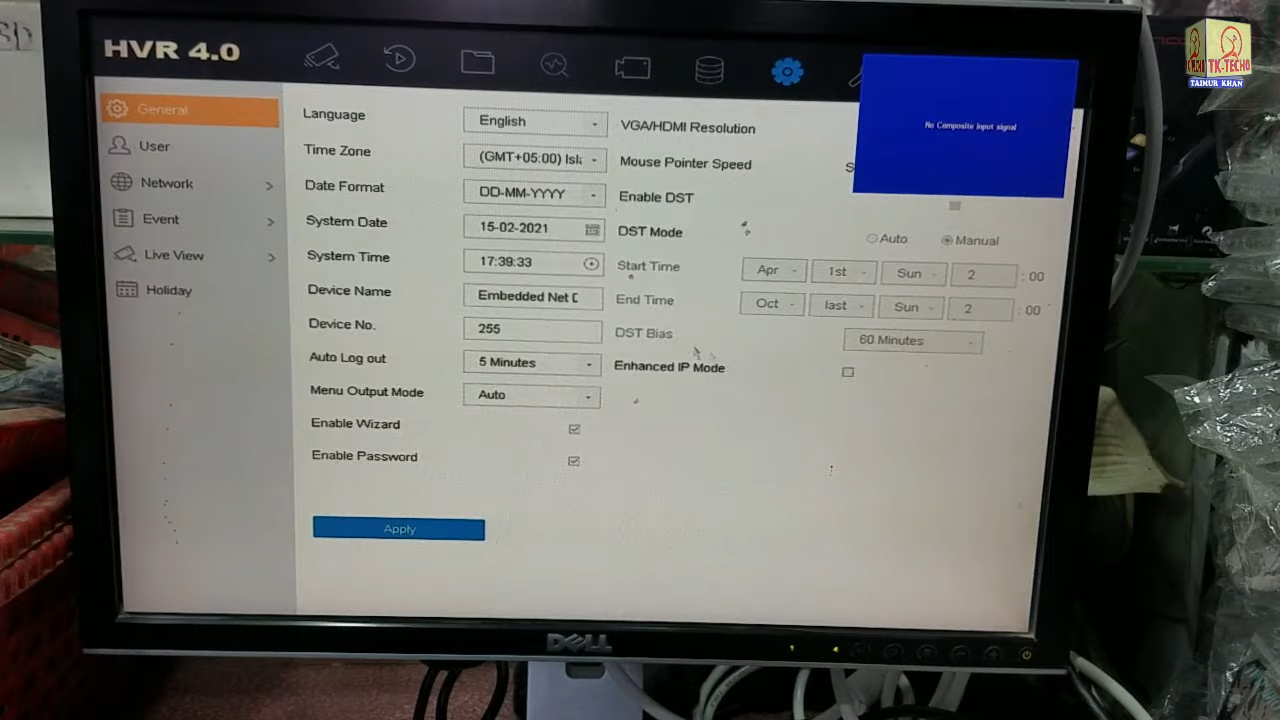 HVR 4.0
TK-TECHO
TAIMUR KHAN
No Composite Input signal
General
User
Network
Event
Live View
Holiday
Language English
Time Zone (GMT+05:00) Isl
Date Format DD-MM-YYYY
System Date 15-02-2021
System Time 17:39:33
Device Name Embedded Net D
Device No. 255
Auto Log out 5 Minutes
Menu Output Mode Auto
Enable Wizard
Enable Password
Apply
VGA/HDMI Resolution
Mouse Pointer Speed S
Enable DST
DST Mode Auto Manual
Start Time Apr 1st Sun 2 : 00
End Time Oct last Sun 2 : 00
DST Bias 60 Minutes
Enhanced IP Mode
DELL